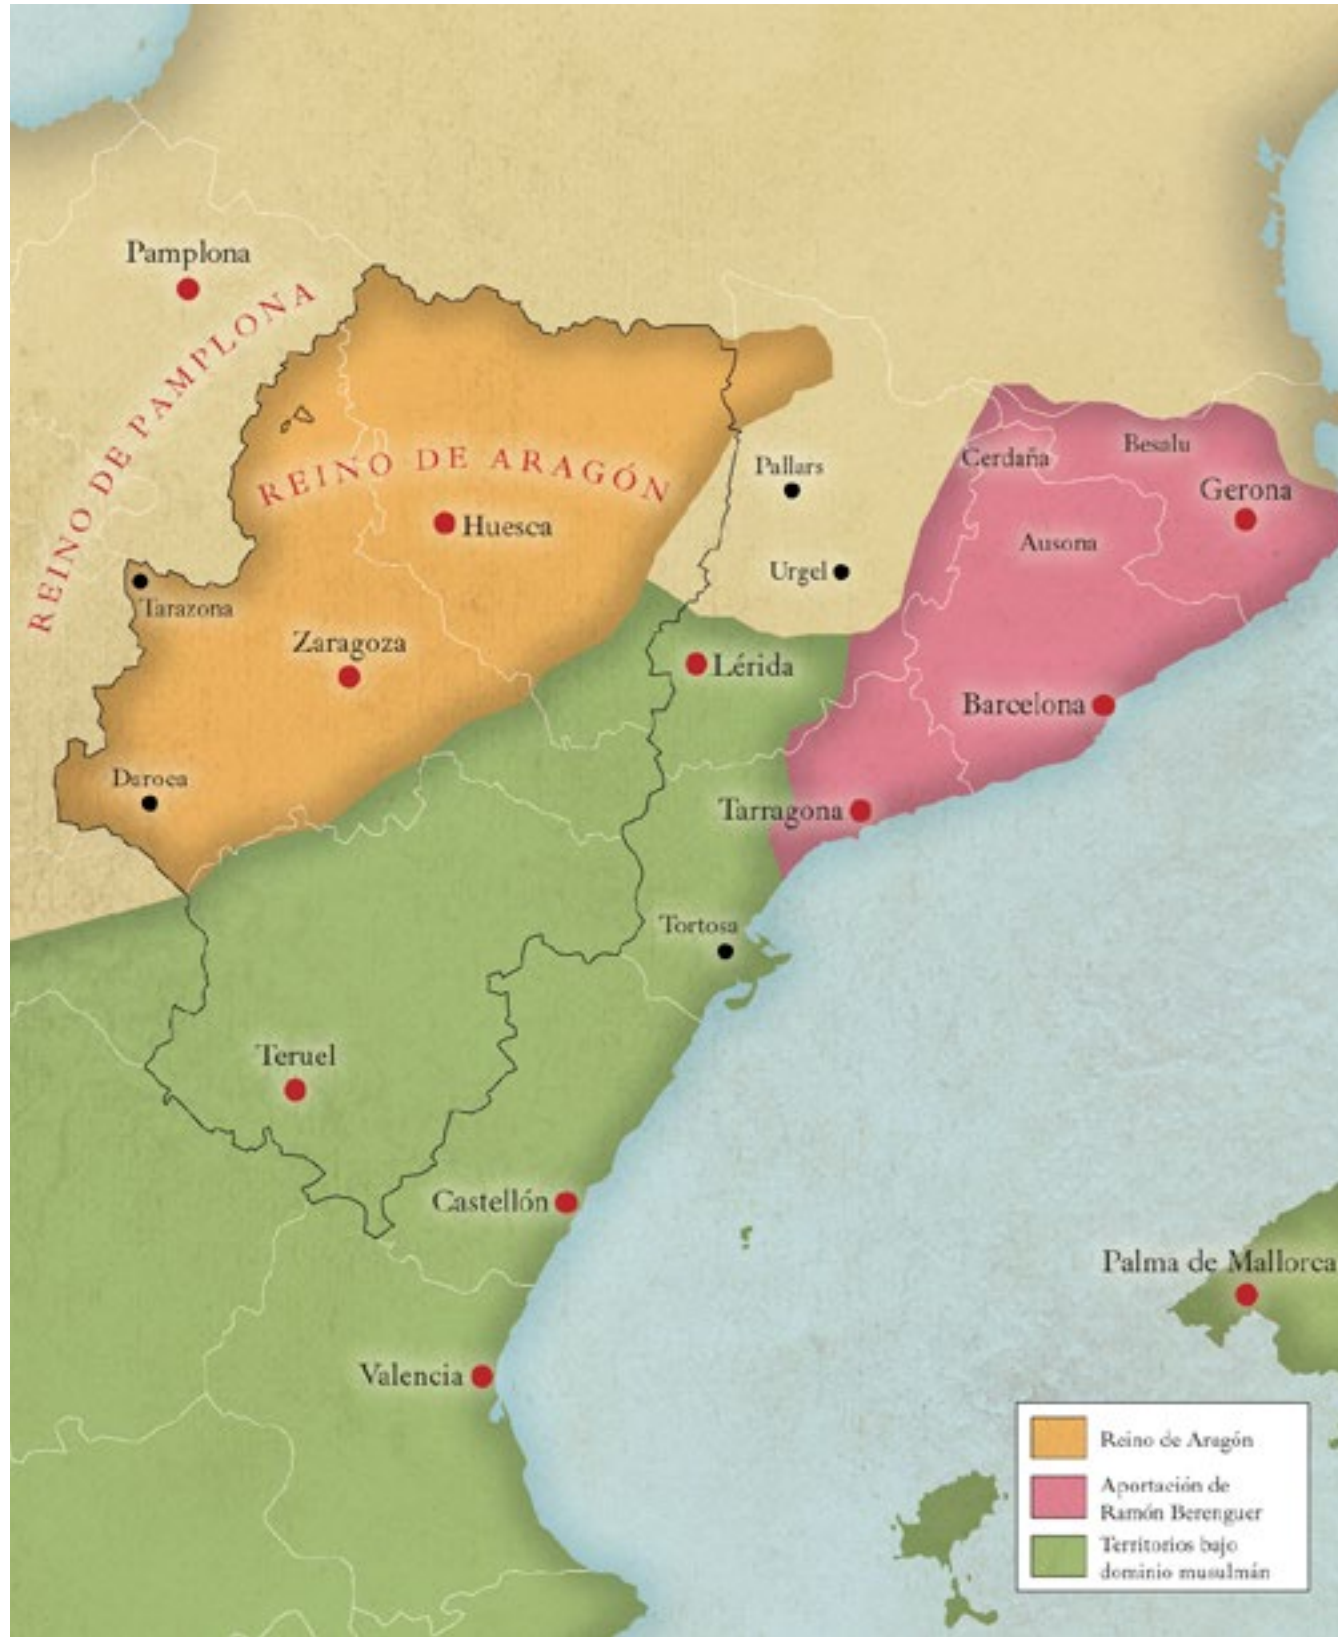 Pamplona
REINO DE PAMPLONA
REINO DE ARAGÓN
Huesca
Tarazona
Zaragoza
Daroca
Pallars
Urgel
Cerdaña
Besalu
Gerona
Ausona
Lérida
Barcelona
Tarragona
Tortosa
Teruel
Castellón
Palma de Mallorca
Valencia
Reino de Aragón
Aportación de
Ramón Berenguer
Territorios bajo
dominio musulmán